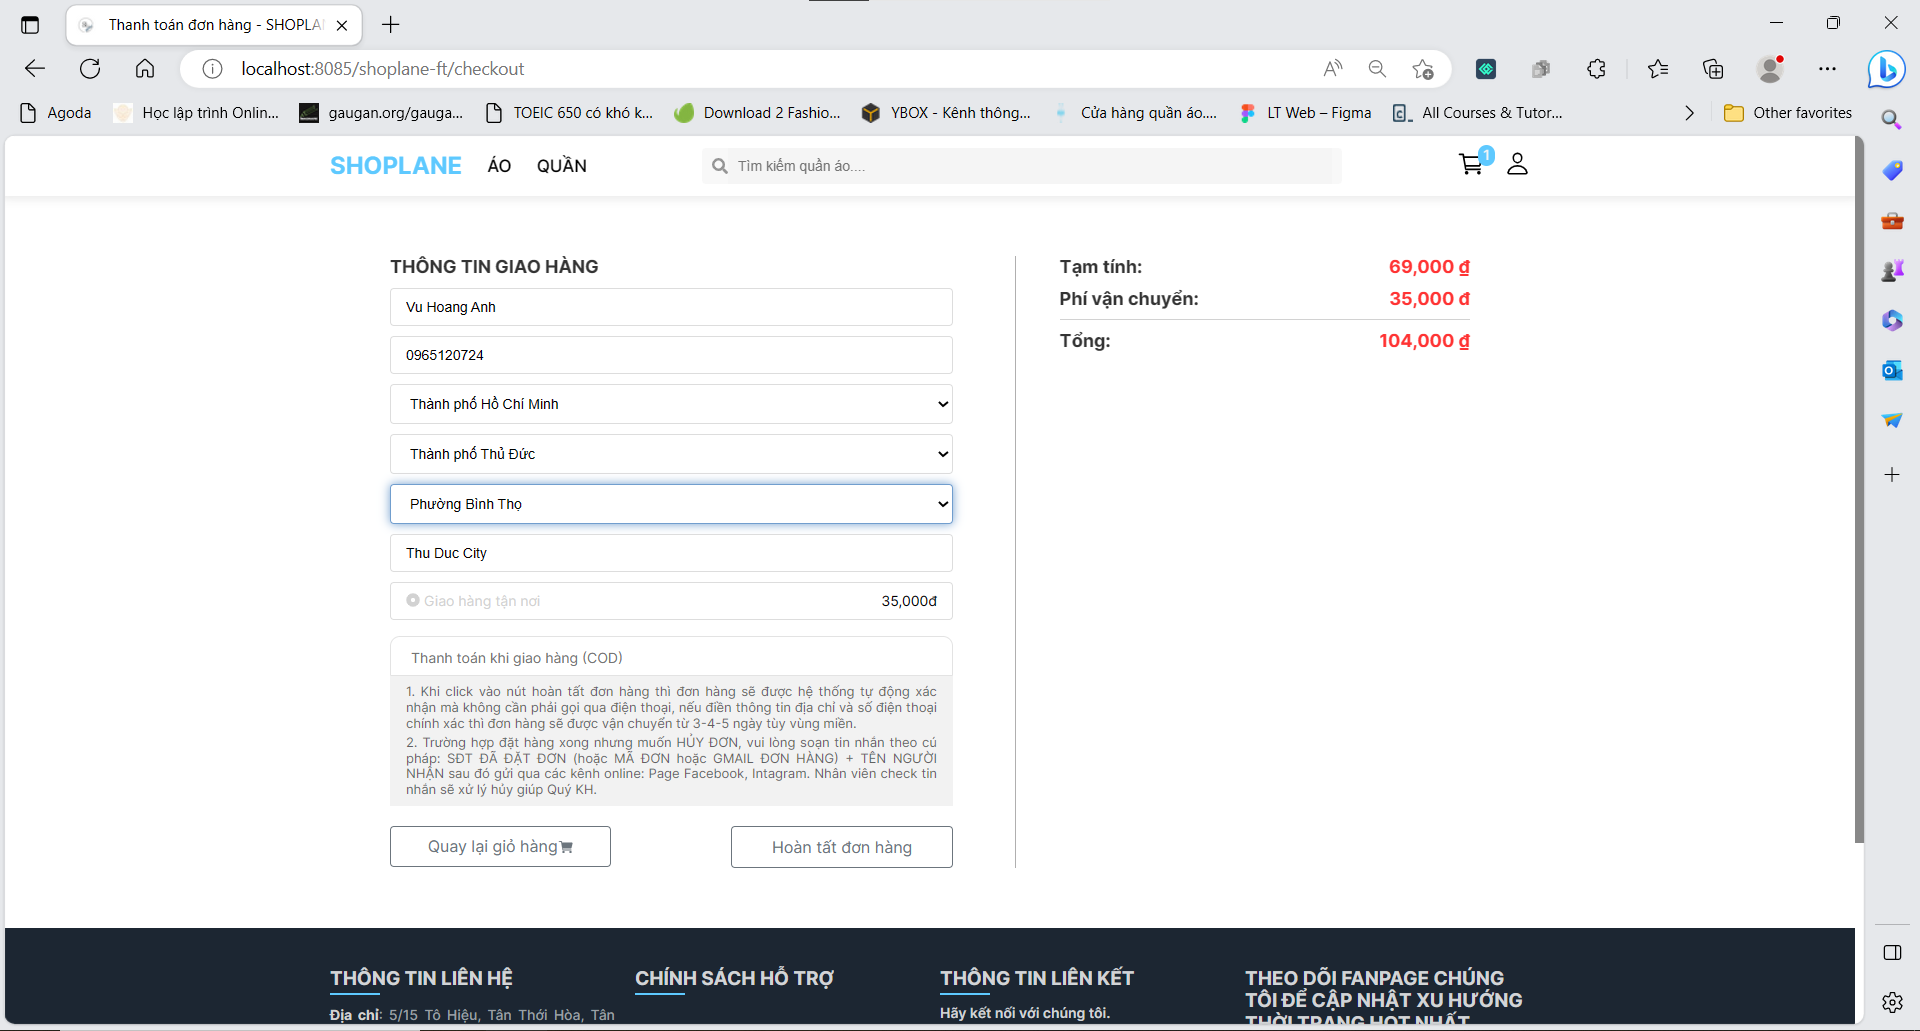 Thanh toán đơn hàng - SHOPLA
localhost:8085/shoplane-ft/checkout
Agoda
Học lập trình Onlin...
gaugan.org/gauga...
TOEIC 650 có khó k...
Download 2 Fashio...
YBOX - Kênh thông...
Cửa hàng quần áo....
LT Web – Figma
All Courses & Tutor...
Other favorites
SHOPLANE
ÁO
QUẦN
Tìm kiếm quần áo....
1
THÔNG TIN GIAO HÀNG
Vu Hoang Anh
0965120724
Thành phố Hồ Chí Minh
Thành phố Thủ Đức
Phường Bình Thọ
Thu Duc City
Giao hàng tận nơi
35,000đ
Thanh toán khi giao hàng (COD)
1. Khi click vào nút hoàn tất đơn hàng thì đơn hàng sẽ được hệ thống tự động xác
nhận mà không cần phải gọi qua điện thoại, nếu điền thông tin địa chỉ và số điện thoại
chính xác thì đơn hàng sẽ được vận chuyển từ 3-4-5 ngày tùy vùng miền.
2. Trường hợp đặt hàng xong nhưng muốn HỦY ĐƠN, vui lòng soạn tin nhắn theo cú
pháp: SĐT ĐÃ ĐẶT ĐƠN (hoặc MÃ ĐƠN hoặc GMAIL ĐƠN HÀNG) + TÊN NGƯỜI
NHẬN sau đó gửi qua các kênh online: Page Facebook, Intagram. Nhân viên check tin
nhắn sẽ xử lý hủy giúp Quý KH.
Quay lại giỏ hàng
Hoàn tất đơn hàng
Tạm tính:
69,000 ₫
Phí vận chuyển:
35,000 đ
Tổng:
104,000 ₫
THÔNG TIN LIÊN HỆ
Địa chỉ: 5/15 Tô Hiệu, Tân Thới Hòa, Tân
CHÍNH SÁCH HỖ TRỢ
THÔNG TIN LIÊN KẾT
Hãy kết nối với chúng tôi.
THEO DÕI FANPAGE CHÚNG
TÔI ĐỂ CẬP NHẬT XU HƯỚNG
THỜI TRANG HOT NHẤT